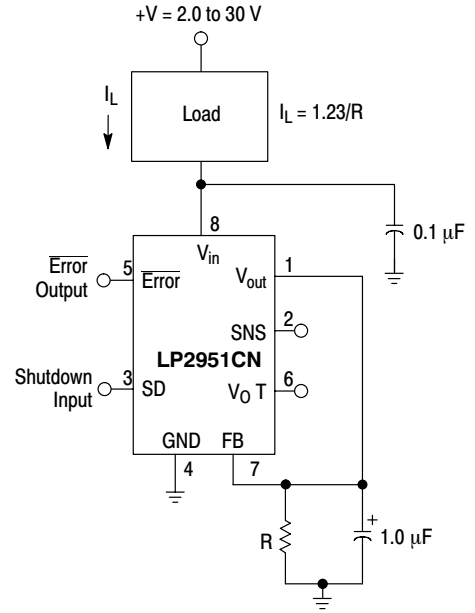 +V = 2.0 to 30 V
I_L
Load
I_L = 1.23/R
8
V_in
0.1 μF
Error
Output
5
Error
V_out
1
SNS
2
LP2951CN
Shutdown
Input
3
SD
V_O T
6
GND
FB
4
7
R
+
1.0 μF